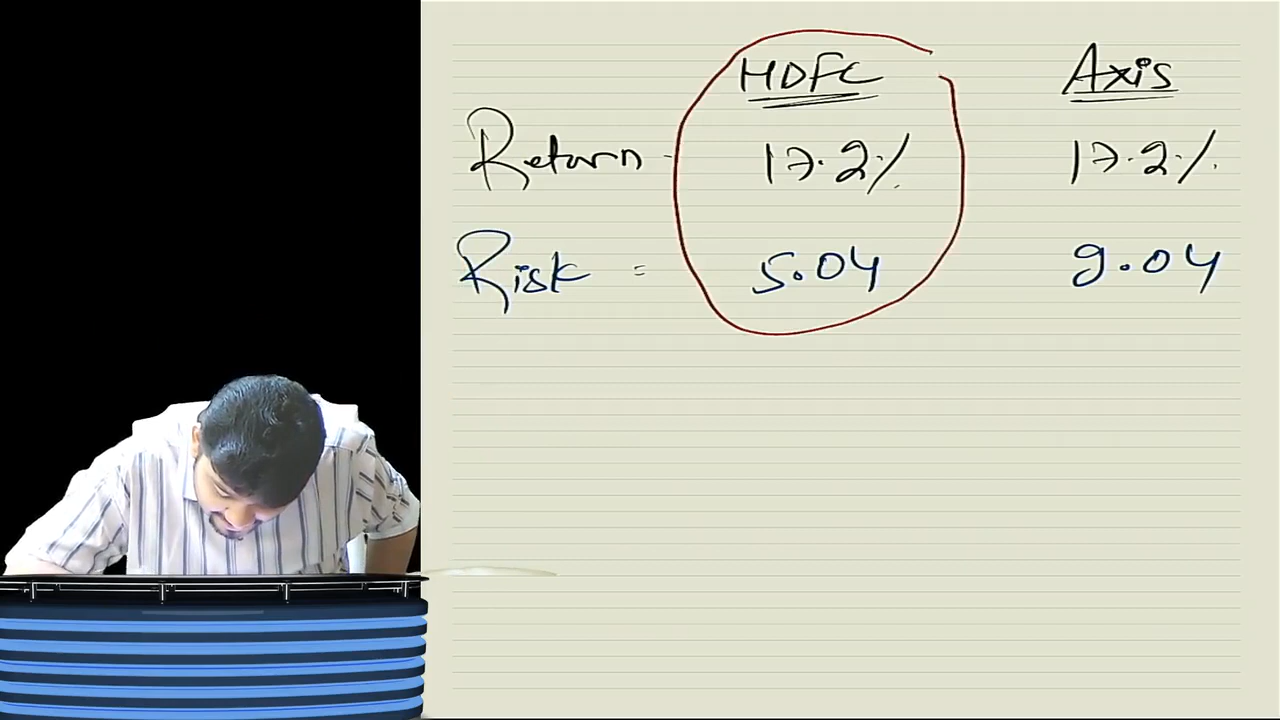 HDFC Axis
Return - 17.2% 17.2%.
Risk = 5.04 9.04